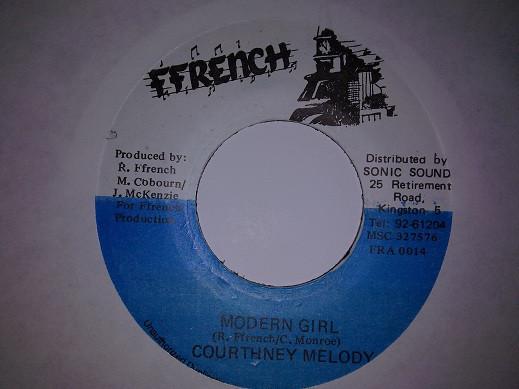 FFRENCH
Produced by:
R. Ffrench
M. Cobourn/
J. McKenzie
For Ffrench
Production
Distributed by
SONIC SOUND
25 Retirement
Road,
Kingston 5
Tel: 92-61204
MSC 327576
FRA 0014
MODERN GIRL
(R. Ffrench/C. Monroe)
COURTHNEY MELODY
Unauthorized